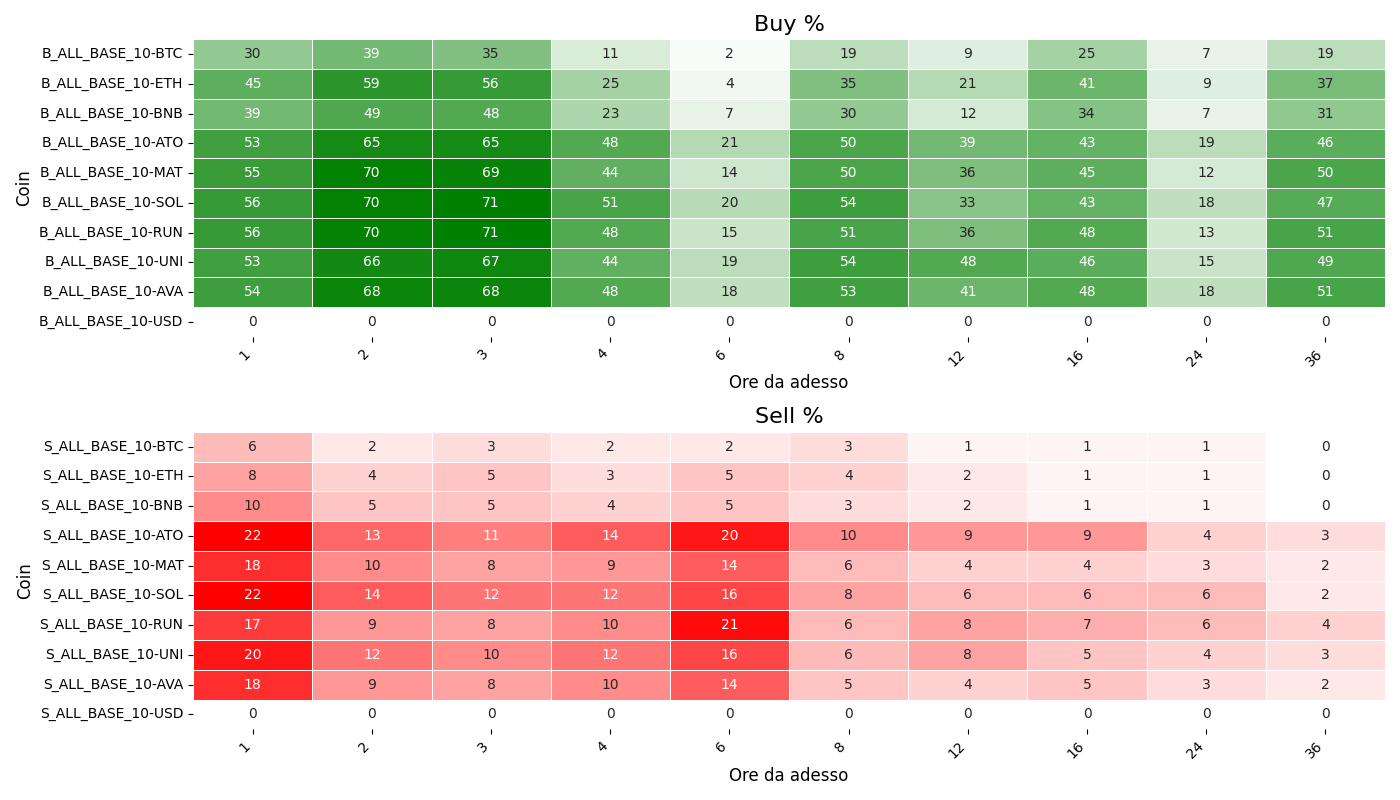 Buy %
Coin
B_ALL_BASE_10-BTC 30 39 35 11 2 19 9 25 7 19
B_ALL_BASE_10-ETH 45 59 56 25 4 35 21 41 9 37
B_ALL_BASE_10-BNB 39 49 48 23 7 30 12 34 7 31
B_ALL_BASE_10-ATO 53 65 65 48 21 50 39 43 19 46
B_ALL_BASE_10-MAT 55 70 69 44 14 50 36 45 12 50
B_ALL_BASE_10-SOL 56 70 71 51 20 54 33 43 18 47
B_ALL_BASE_10-RUN 56 70 71 48 15 51 36 48 13 51
B_ALL_BASE_10-UNI 53 66 67 44 19 54 48 46 15 49
B_ALL_BASE_10-AVA 54 68 68 48 18 53 41 48 18 51
B_ALL_BASE_10-USD 0 0 0 0 0 0 0 0 0 0
1 2 3 4 6 8 12 16 24 36
Ore da adesso
Sell %
Coin
S_ALL_BASE_10-BTC 6 2 3 2 2 3 1 1 1 0
S_ALL_BASE_10-ETH 8 4 5 3 5 4 2 1 1 0
S_ALL_BASE_10-BNB 10 5 5 4 5 3 2 1 1 0
S_ALL_BASE_10-ATO 22 13 11 14 20 10 9 9 4 3
S_ALL_BASE_10-MAT 18 10 8 9 14 6 4 4 3 2
S_ALL_BASE_10-SOL 22 14 12 12 16 8 6 6 6 2
S_ALL_BASE_10-RUN 17 9 8 10 21 6 8 7 6 4
S_ALL_BASE_10-UNI 20 12 10 12 16 6 8 5 4 3
S_ALL_BASE_10-AVA 18 9 8 10 14 5 4 5 3 2
S_ALL_BASE_10-USD 0 0 0 0 0 0 0 0 0 0
1 2 3 4 6 8 12 16 24 36
Ore da adesso